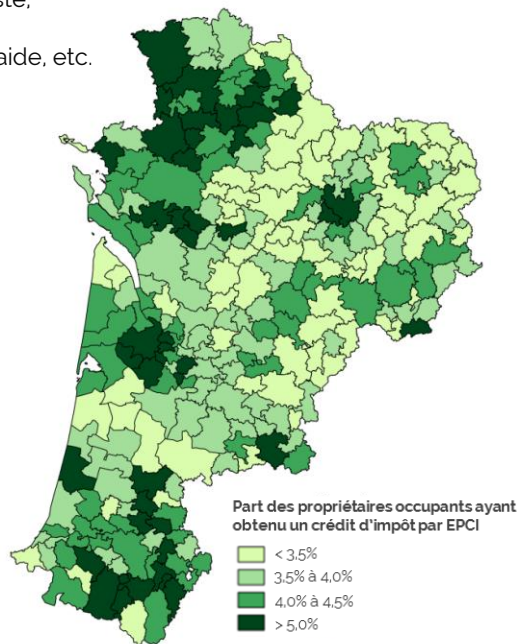 aide, etc.
Part des propriétaires occupants ayant
obtenu un crédit d'impôt par EPCI
< 3,5%
3,5% à 4,0%
4,0% à 4,5%
> 5,0%